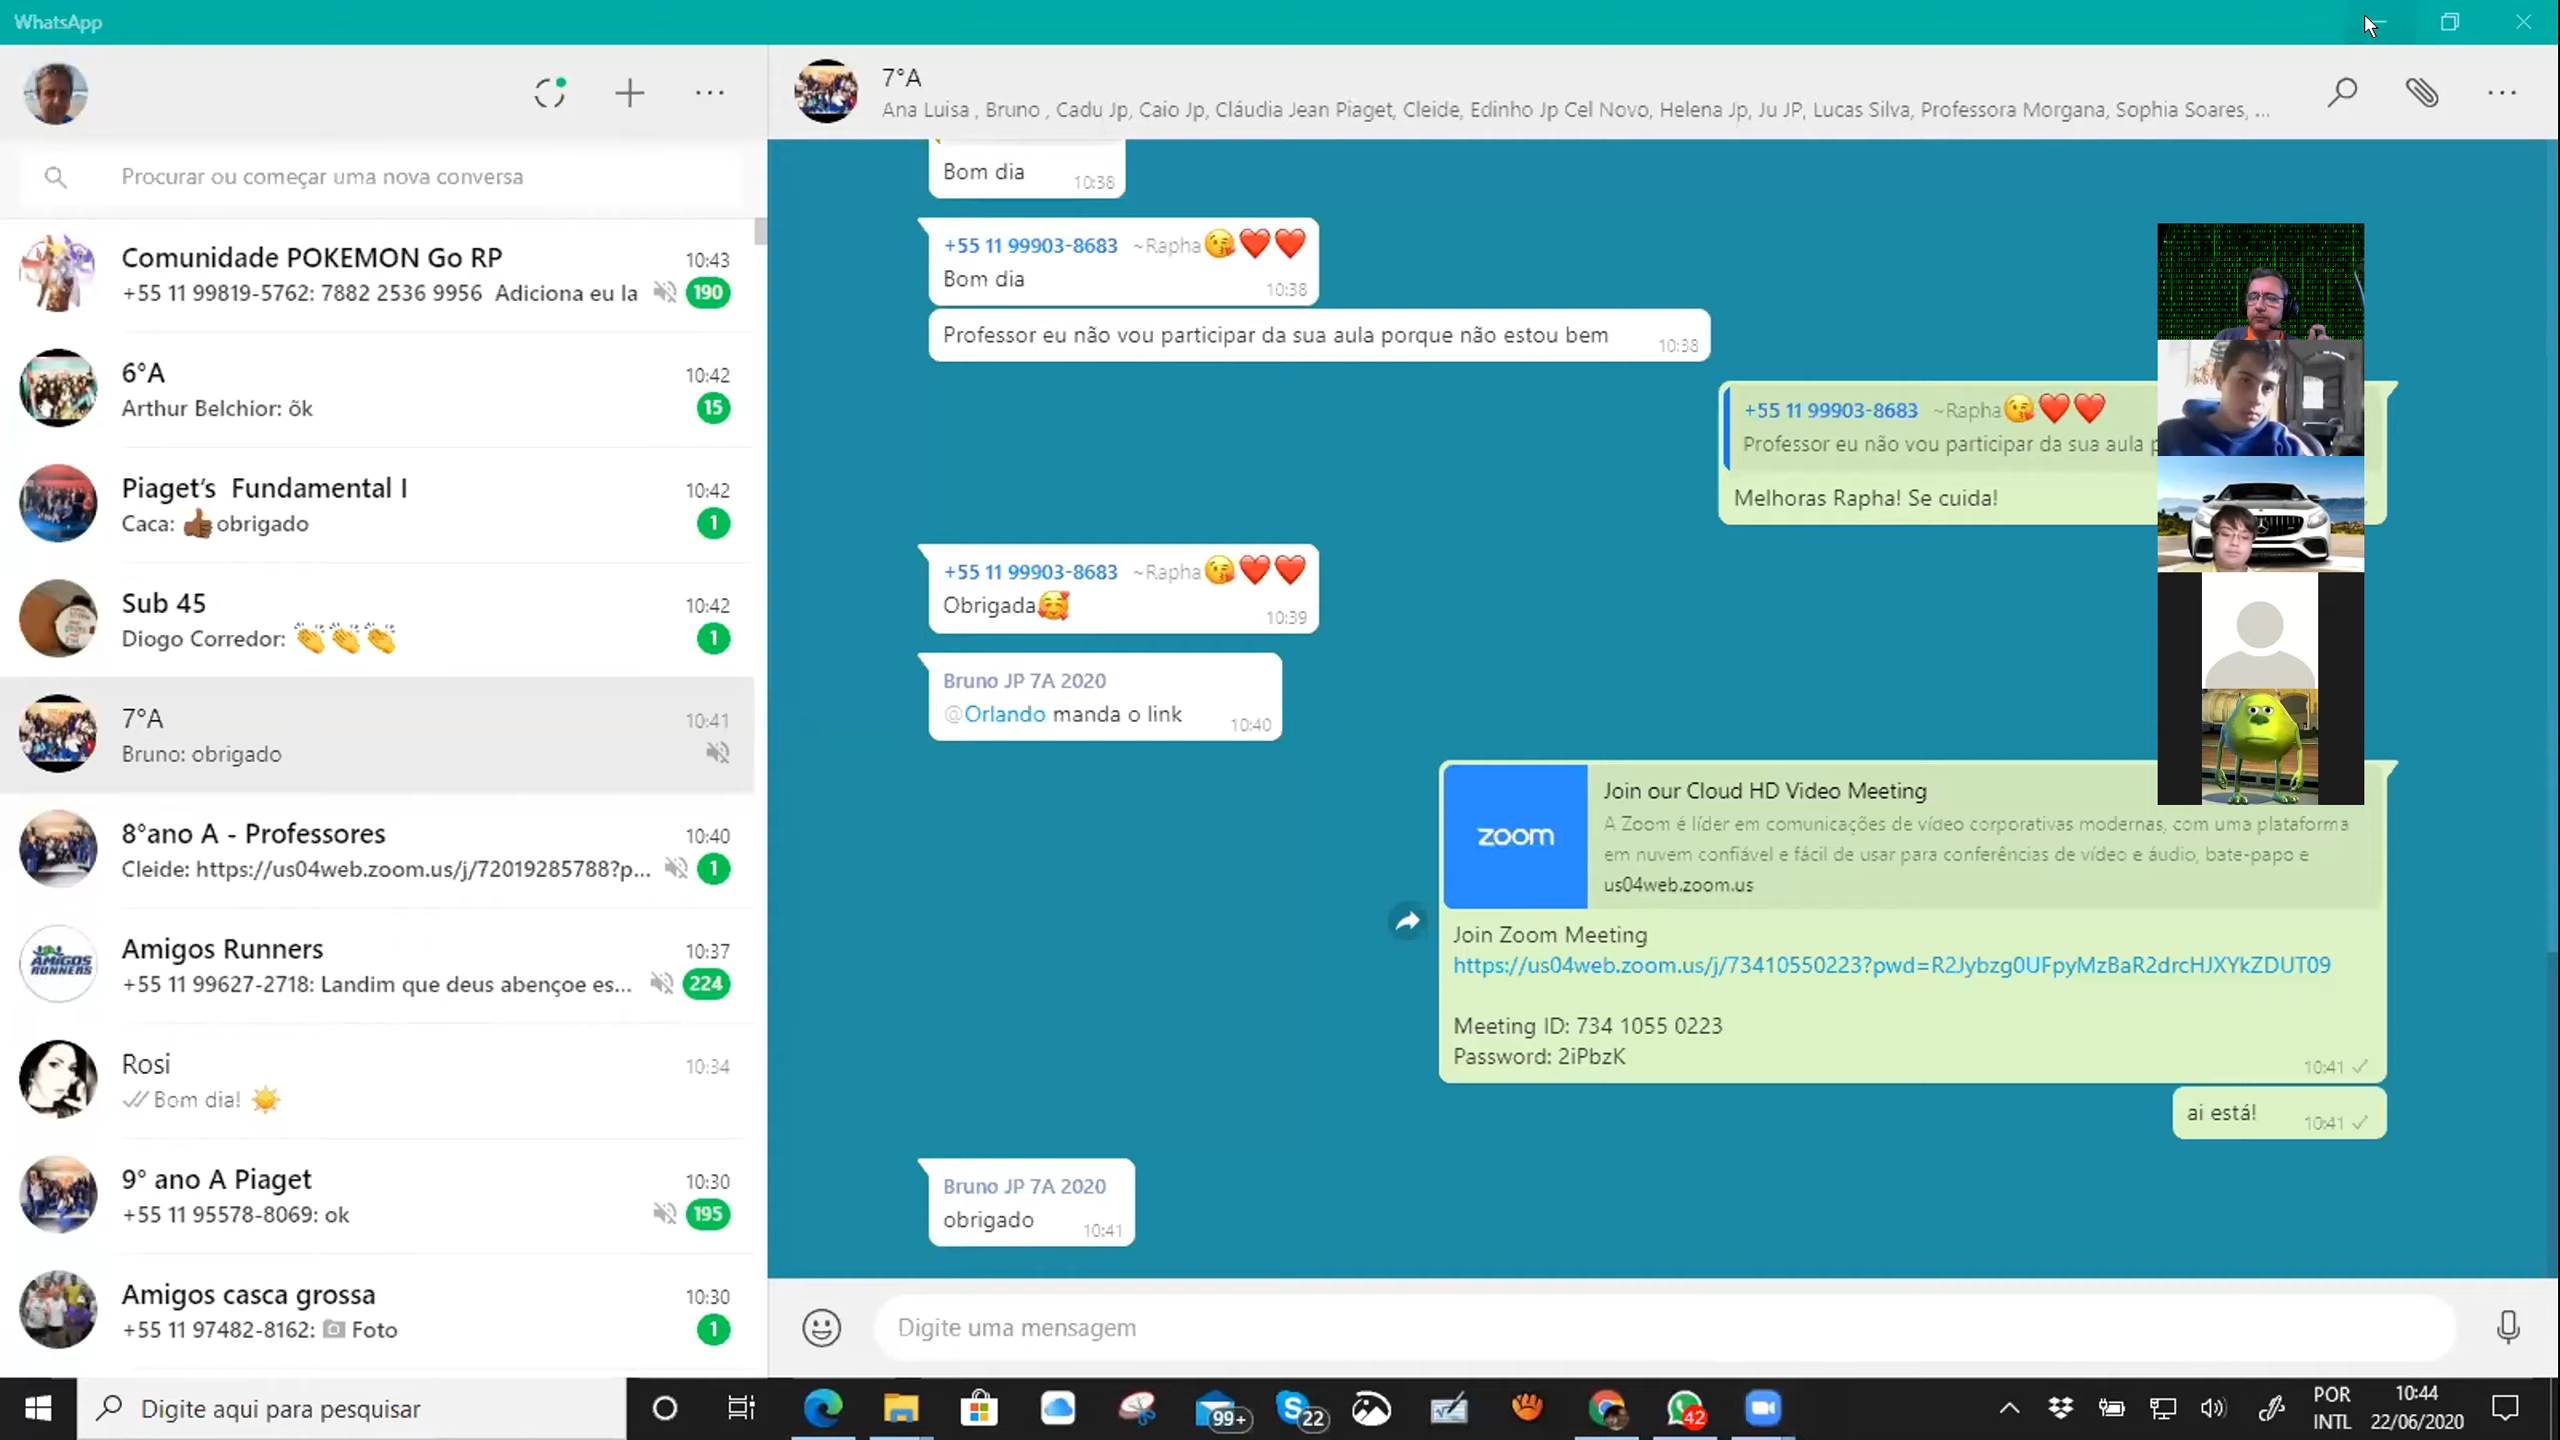 WhatsApp
Procurar ou começar uma nova conversa
Comunidade POKEMON Go RP
10:43
+55 11 99819-5762: 7882 2536 9956 Adiciona eu la
190
6°A
10:42
Arthur Belchior: õk
15
Piaget's Fundamental I
10:42
Caca: 👍🏾obrigado
1
Sub 45
10:42
Diogo Corredor: 👏👏👏
1
7°A
10:41
Bruno: obrigado
8°ano A - Professores
10:40
Cleide: https://us04web.zoom.us/j/72019285788?p...
1
AMIGOS RUNNERS
Amigos Runners
10:37
+55 11 99627-2718: Landim que deus abençoe es...
224
Rosi
10:34
Bom dia! ☀️
9° ano A Piaget
10:30
+55 11 95578-8069: ok
195
Amigos casca grossa
10:30
+55 11 97482-8162: 📷 Foto
1
7°A
Ana Luisa , Bruno , Cadu Jp, Caio Jp, Cláudia Jean Piaget, Cleide, Edinho Jp Cel Novo, Helena Jp, Ju JP, Lucas Silva, Professora Morgana, Sophia Soares, ...
Bom dia
10:38
+55 11 99903-8683 ~Rapha😘❤️❤️
Bom dia
10:38
Professor eu não vou participar da sua aula porque não estou bem
10:38
+55 11 99903-8683 ~Rapha😘❤️❤️
Professor eu não vou participar da sua aula
Melhoras Rapha! Se cuida!
+55 11 99903-8683 ~Rapha😘❤️❤️
Obrigada🥰
10:39
Bruno JP 7A 2020
@Orlando manda o link
10:40
zoom
Join our Cloud HD Video Meeting
A Zoom é líder em comunicações de vídeo corporativas modernas, com uma plataforma
em nuvem confiável e fácil de usar para conferências de vídeo e áudio, bate-papo e
us04web.zoom.us
Join Zoom Meeting
https://us04web.zoom.us/j/73410550223?pwd=R2Jybzg0UFpyMzBaR2drcHJXYkZDUT09
Meeting ID: 734 1055 0223
Password: 2iPbzK
10:41
ai está!
10:41
Bruno JP 7A 2020
obrigado
10:41
Digite uma mensagem
Digite aqui para pesquisar
99+
22
42
POR
INTL
10:44
22/06/2020